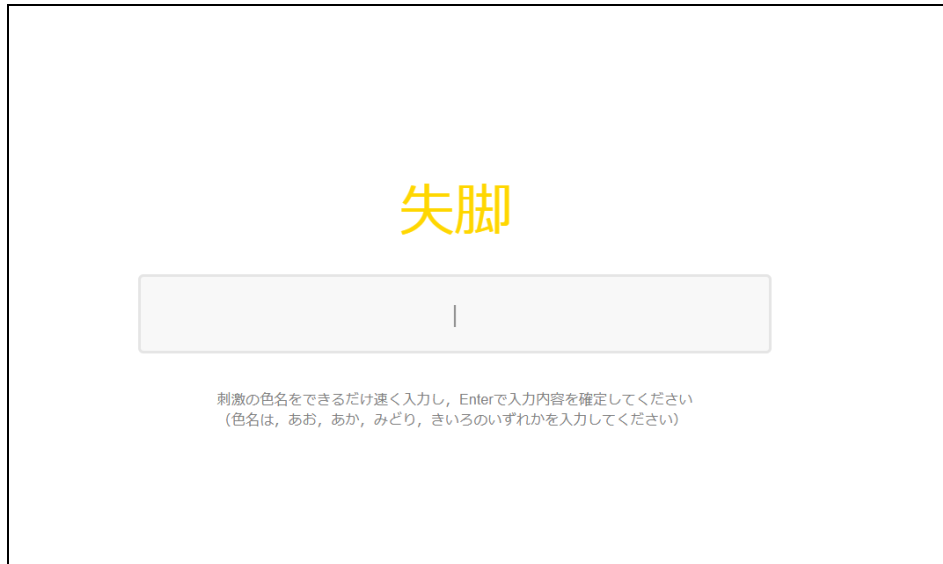 失脚
刺激の色名をできるだけ速く入力し，Enterで入力内容を確定してください
（色名は，あお，あか，みどり，きいろのいずれかを入力してください）